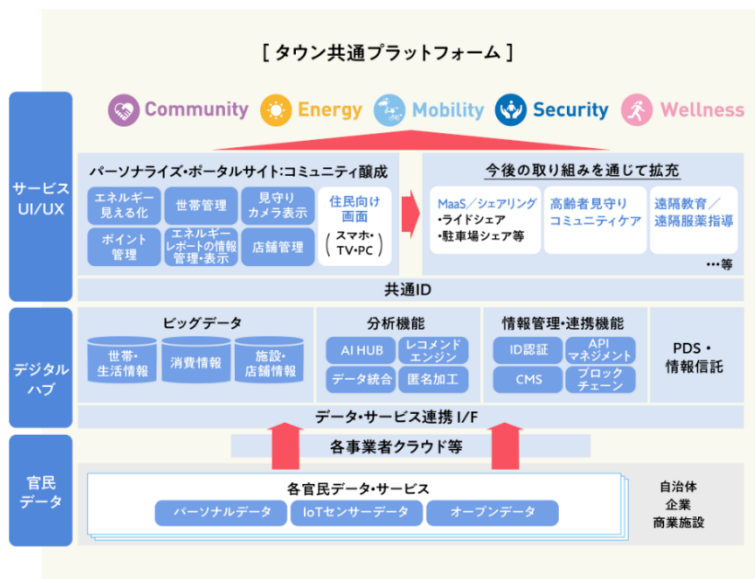 [ タウン共通プラットフォーム ]
Community
Energy
Mobility
Security
Wellness
サービス
UI/UX
パーソナライズ・ポータルサイト:コミュニティ醸成
エネルギー
見える化
世帯管理
見守り
カメラ表示
ポイント
管理
エネルギー
レポートの情報
管理・表示
店舗管理
住民向け
画面
(スマホ・
TV・PC)
今後の取り組みを通じて拡充
MaaS/シェアリング
・ライドシェア
・駐車場シェア等
高齢者見守り
コミュニティケア
遠隔教育/
遠隔服薬指導
…等
共通ID
デジタル
ハブ
ビッグデータ
世帯・
生活情報
消費情報
施設・
店舗情報
分析機能
AI HUB
レコメンド
エンジン
データ統合
匿名加工
情報管理・連携機能
ID認証
API
マネジメント
CMS
ブロック
チェーン
PDS・
情報信託
データ・サービス連携 I/F
各事業者クラウド等
官民
データ
各官民データ・サービス
パーソナルデータ
IoTセンサーデータ
オープンデータ
自治体
企業
商業施設